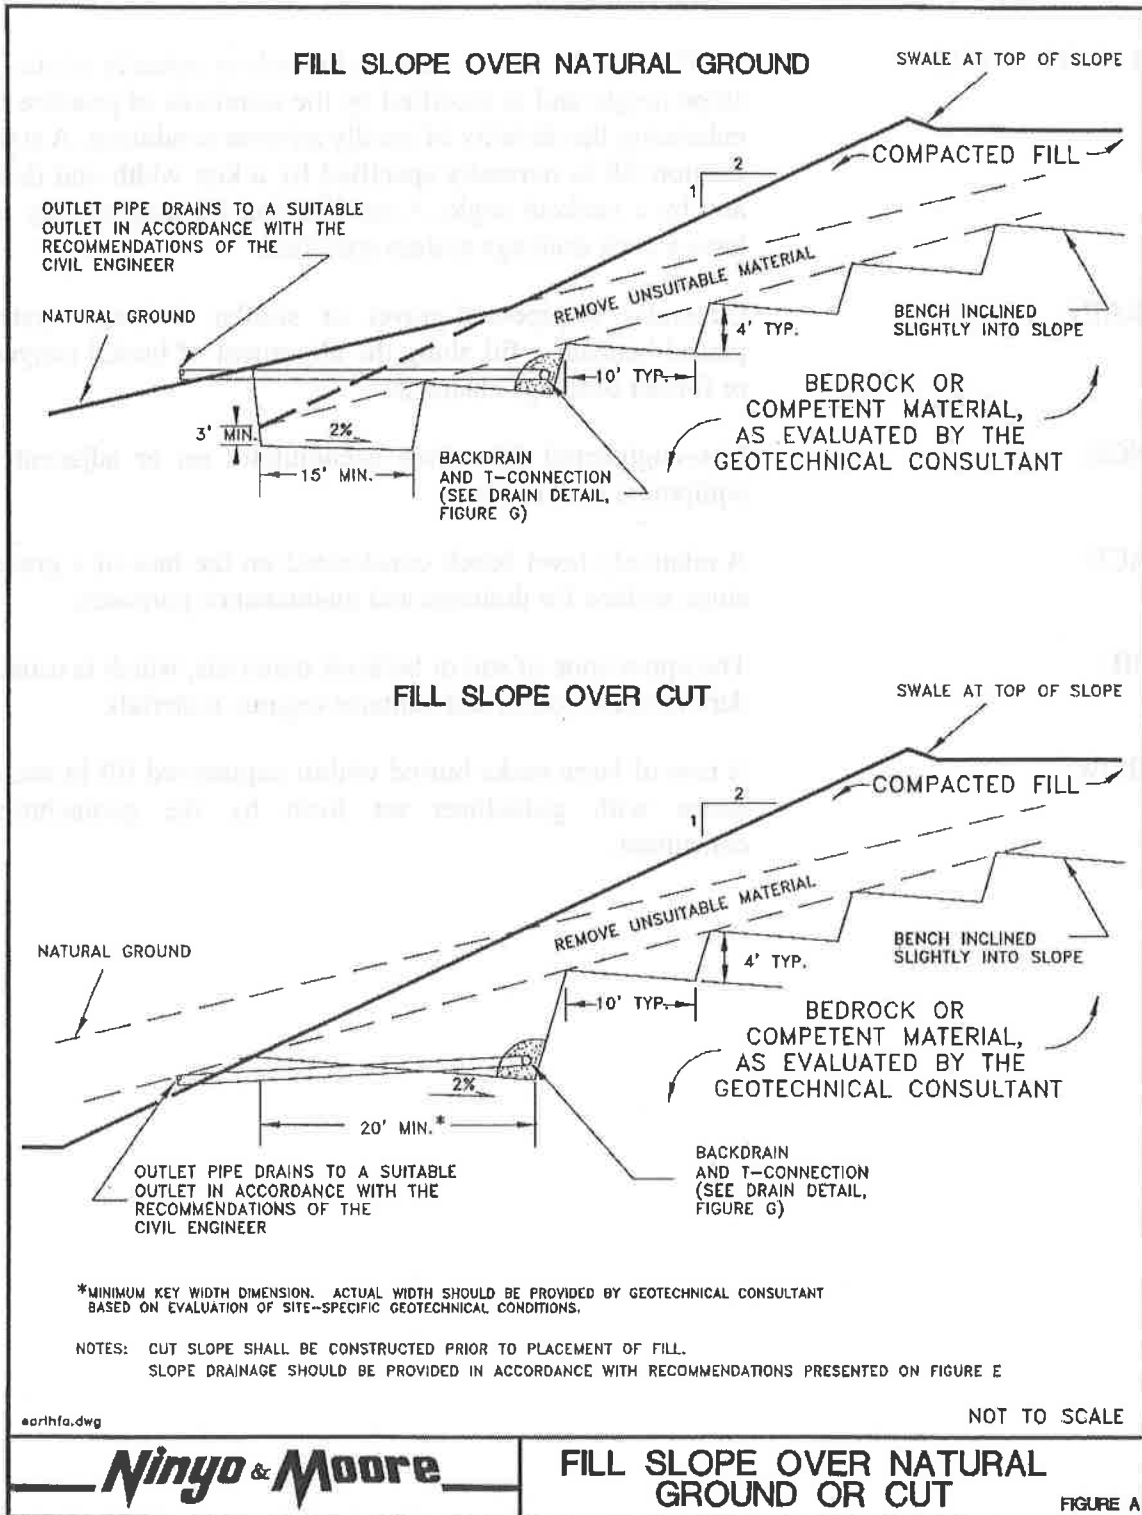 FILL SLOPE OVER NATURAL GROUND
SWALE AT TOP OF SLOPE
2
1
COMPACTED FILL
OUTLET PIPE DRAINS TO A SUITABLE
OUTLET IN ACCORDANCE WITH THE
RECOMMENDATIONS OF THE
CIVIL ENGINEER
REMOVE UNSUITABLE MATERIAL
NATURAL GROUND
4' TYP.
BENCH INCLINED
SLIGHTLY INTO SLOPE
10' TYP.
BEDROCK OR
COMPETENT MATERIAL,
AS EVALUATED BY THE
GEOTECHNICAL CONSULTANT
3' MIN.
2%
15' MIN.
BACKDRAIN
AND T-CONNECTION
(SEE DRAIN DETAIL,
FIGURE G)
FILL SLOPE OVER CUT
SWALE AT TOP OF SLOPE
2
1
COMPACTED FILL
REMOVE UNSUITABLE MATERIAL
NATURAL GROUND
4' TYP.
BENCH INCLINED
SLIGHTLY INTO SLOPE
10' TYP.
BEDROCK OR
COMPETENT MATERIAL,
AS EVALUATED BY THE
GEOTECHNICAL CONSULTANT
2%
20' MIN.*
OUTLET PIPE DRAINS TO A SUITABLE
OUTLET IN ACCORDANCE WITH THE
RECOMMENDATIONS OF THE
CIVIL ENGINEER
BACKDRAIN
AND T-CONNECTION
(SEE DRAIN DETAIL,
FIGURE G)
*MINIMUM KEY WIDTH DIMENSION. ACTUAL WIDTH SHOULD BE PROVIDED BY GEOTECHNICAL CONSULTANT
BASED ON EVALUATION OF SITE-SPECIFIC GEOTECHNICAL CONDITIONS.
NOTES: CUT SLOPE SHALL BE CONSTRUCTED PRIOR TO PLACEMENT OF FILL.
SLOPE DRAINAGE SHOULD BE PROVIDED IN ACCORDANCE WITH RECOMMENDATIONS PRESENTED ON FIGURE E
earthfa.dwg
NOT TO SCALE
Ninyo & Moore
FILL SLOPE OVER NATURAL
GROUND OR CUT
FIGURE A